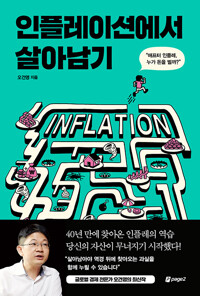 인플레이션에서
살아남기
오건영 지음
“애프터 인플레,
누가 돈을 벌까?”
INFLATION
40년 만에 찾아온 인플레의 역습
당신의 자산이 무너지기 시작했다!
“살아남아야 역경 뒤에 찾아오는 과실을
함께 누릴 수 있습니다”
글로벌 경제 전문가 오건영의 최신작
page2